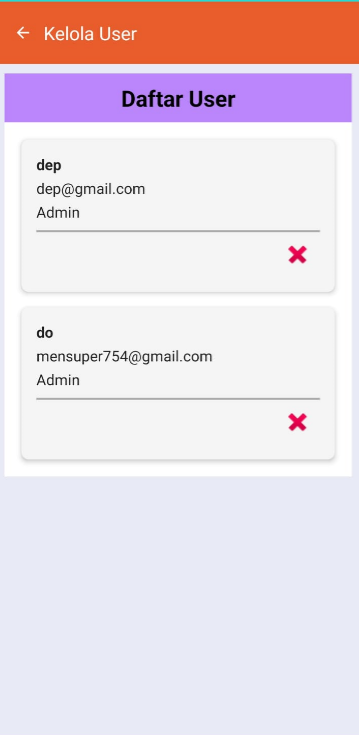 Kelola User
Daftar User
dep
dep@gmail.com
Admin
do
mensuper754@gmail.com
Admin